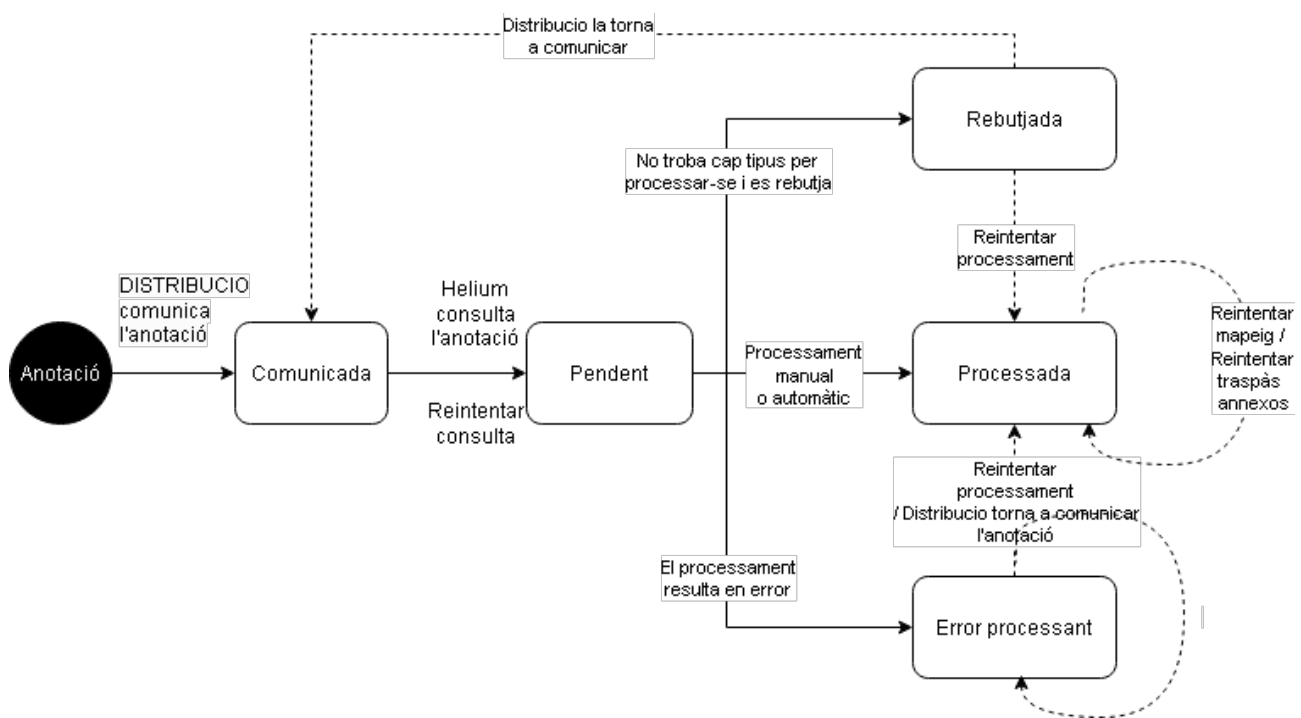 Distribucio la torna
a comunicar
Rebutjada
No troba cap tipus per
processar-se i es rebutja
Reintentar
processament
DISTRIBUCIO
comunica
l'anotació
Helium
consulta
l'anotació
Reintentar
mapeig /
Reintentar
traspàs
annexos
Anotació
Comunicada
Pendent
Processament
manual
o automàtic
Processada
Reintentar
consulta
Reintentar
processament
/ Distribucio torna a comunicar
l'anotació
El processament
resulta en error
Error processant